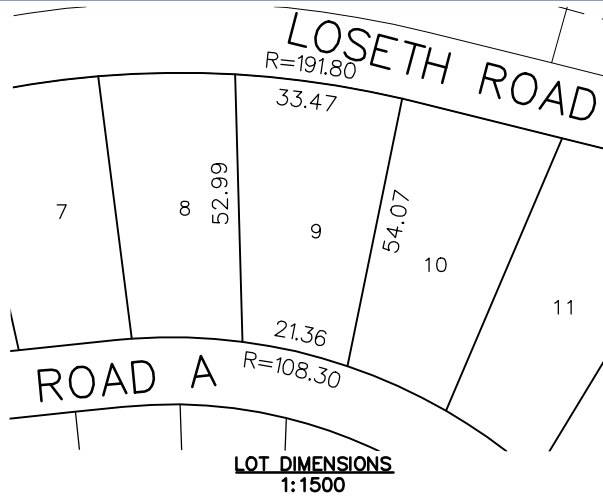 LOSETH ROAD
R=191.80
33.47
7
8
52.99
9
54.07
10
11
21.36
R=108.30
ROAD A
LOT DIMENSIONS
1:1500